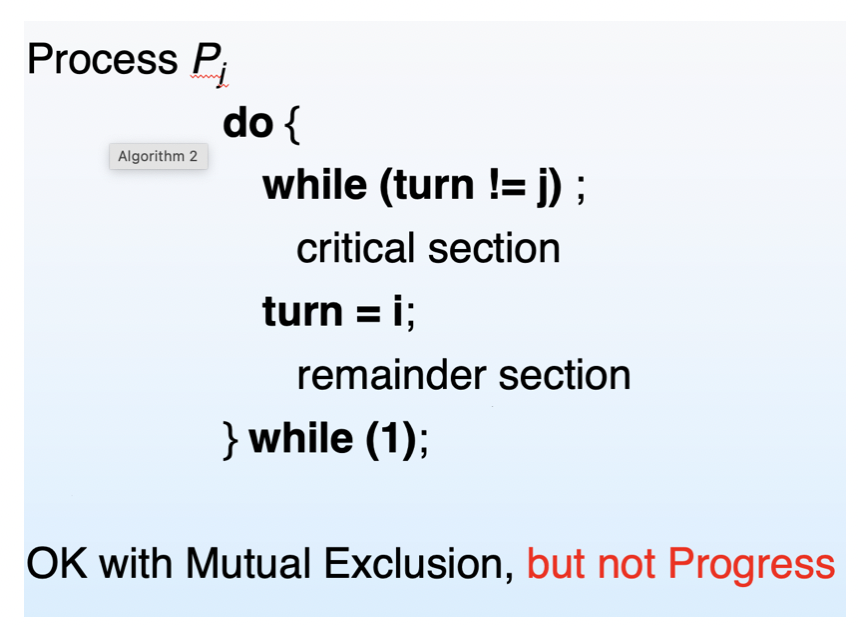 Process Pj
do {
Algorithm 2
while (turn != j) ;
critical section
turn = i;
remainder section
} while (1);
OK with Mutual Exclusion, but not Progress